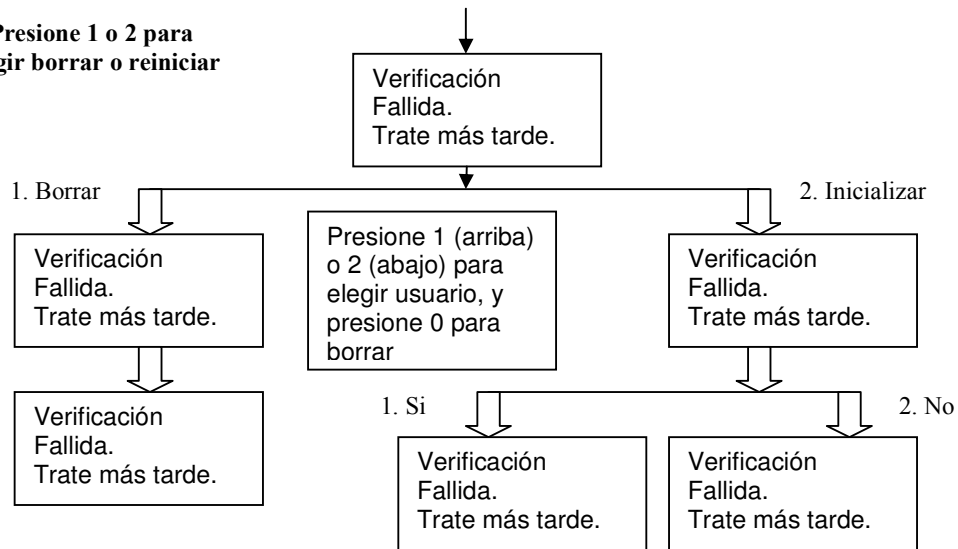 Presione 1 o 2 para
gir borrar o reiniciar
Verificación
Fallida.
Trate más tarde.
1. Borrar
2. Inicializar
Verificación
Fallida.
Trate más tarde.
Presione 1 (arriba)
o 2 (abajo) para
elegir usuario, y
presione 0 para
borrar
Verificación
Fallida.
Trate más tarde.
Verificación
Fallida.
Trate más tarde.
1. Si
2. No
Verificación
Fallida.
Trate más tarde.
Verificación
Fallida.
Trate más tarde.